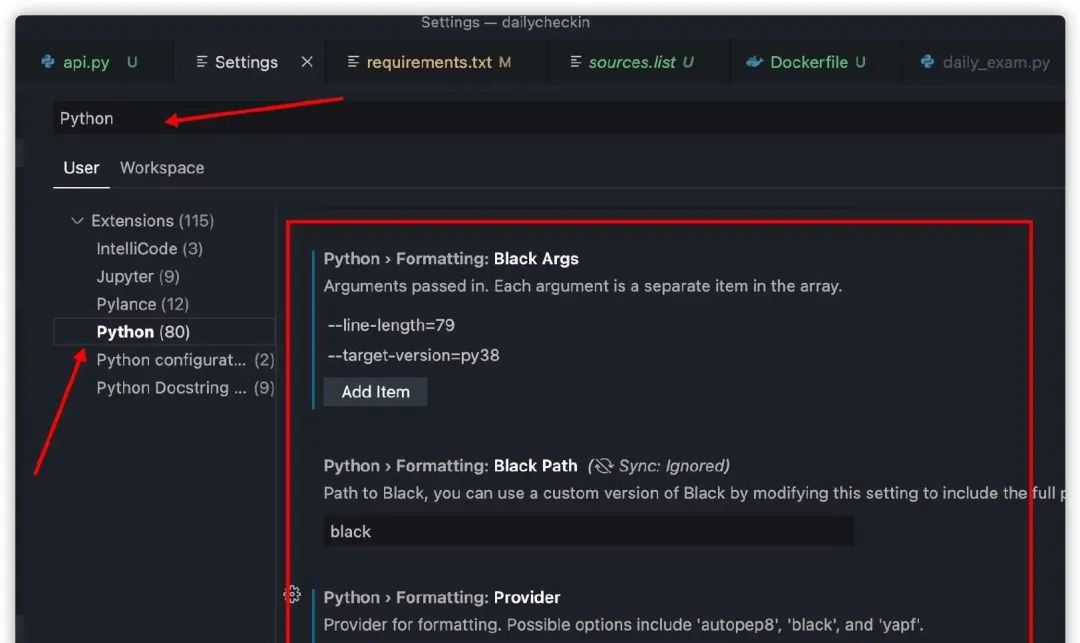 Settings — dailycheckin
api.py U Settings requirements.txt M sources.list U Dockerfile U daily_exam.py
Python
User Workspace
Extensions (115)
IntelliCode (3)
Jupyter (9)
Pylance (12)
Python (80)
Python configurat... (2)
Python Docstring ... (9)
Python › Formatting: Black Args
Arguments passed in. Each argument is a separate item in the array.
--line-length=79
--target-version=py38
Add Item
Python › Formatting: Black Path (Sync: Ignored)
Path to Black, you can use a custom version of Black by modifying this setting to include the full p
black
Python › Formatting: Provider
Provider for formatting. Possible options include 'autopep8', 'black', and 'yapf'.